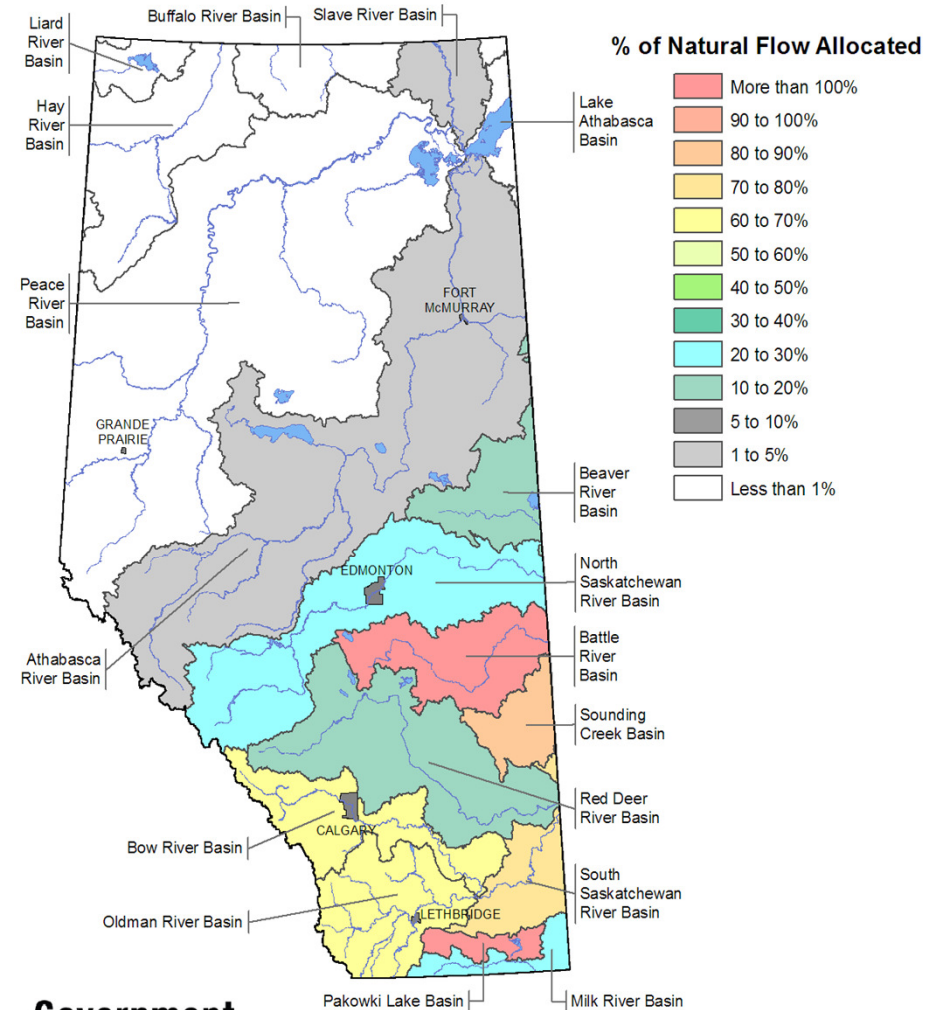 Liard
River
Basin
Buffalo River Basin
Slave River Basin
Hay
River
Basin
Lake
Athabasca
Basin
% of Natural Flow Allocated
More than 100%
90 to 100%
80 to 90%
70 to 80%
60 to 70%
50 to 60%
40 to 50%
30 to 40%
20 to 30%
10 to 20%
5 to 10%
1 to 5%
Less than 1%
Peace
River
Basin
FORT
McMURRAY
GRANDE
PRAIRIE
Beaver
River
Basin
EDMONTON
North
Saskatchewan
River Basin
Athabasca
River Basin
Battle
River
Basin
Sounding
Creek Basin
Red Deer
River Basin
CALGARY
Bow River Basin
South
Saskatchewan
River Basin
Oldman River Basin
LETHBRIDGE
Pakowki Lake Basin
Milk River Basin
Government